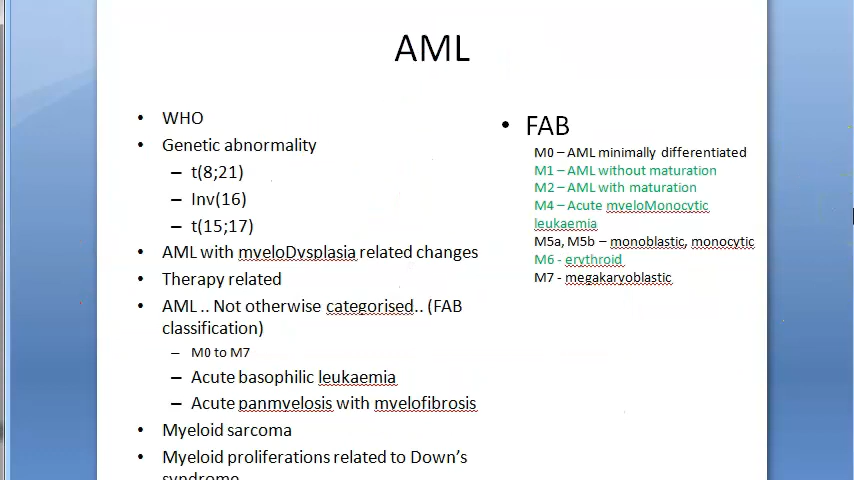 AML
• WHO
• Genetic abnormality
– t(8;21)
– Inv(16)
– t(15;17)
• AML with myeloDysplasia related changes
• Therapy related
• AML .. Not otherwise categorised.. (FAB
classification)
– M0 to M7
– Acute basophilic leukaemia
– Acute panmyelosis with myelofibrosis
• Myeloid sarcoma
• Myeloid proliferations related to Down's
syndrome
• FAB
M0 – AML minimally differentiated
M1 – AML without maturation
M2 – AML with maturation
M4 – Acute myeloMonocytic
leukaemia
M5a, M5b – monoblastic, monocytic
M6 - erythroid
M7 - megakaryoblastic